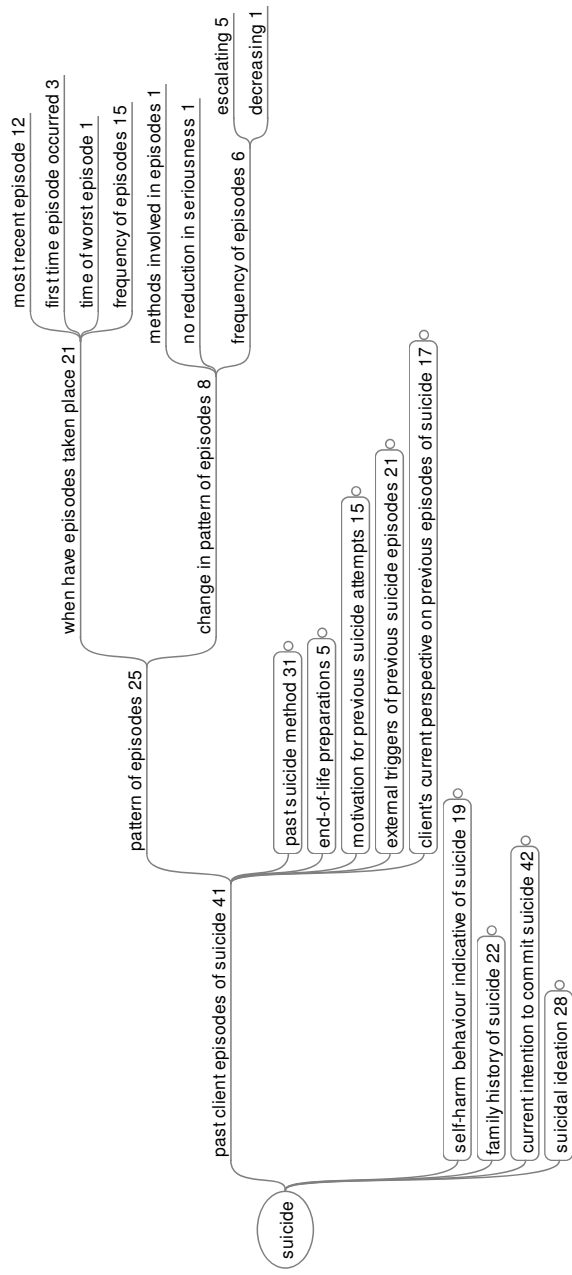 suicide
past client episodes of suicide 41
pattern of episodes 25
when have episodes taken place 21
most recent episode 12
first time episode occurred 3
time of worst episode 1
frequency of episodes 15
change in pattern of episodes 8
methods involved in episodes 1
no reduction in seriousness 1
frequency of episodes 6
escalating 5
decreasing 1
past suicide method 31
end-of-life preparations 5
motivation for previous suicide attempts 15
external triggers of previous suicide episodes 21
client's current perspective on previous episodes of suicide 17
self-harm behaviour indicative of suicide 19
family history of suicide 22
current intention to commit suicide 42
suicidal ideation 28